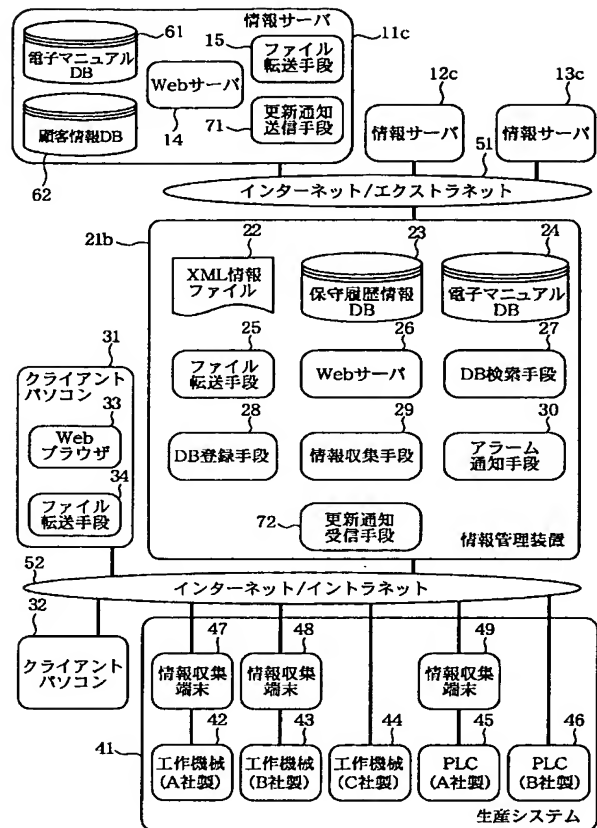 情報サーバ
61
15
11c
電子マニュアル
DB
ファイル
転送手段
Webサーバ
顧客情報DB
14
71
更新通知
送信手段
62
12c
13c
情報サーバ
情報サーバ
51
インターネット/エクストラネット
21b
22
23
24
XML情報
ファイル
保守履歴情報
DB
電子マニュアル
DB
25
26
27
ファイル
転送手段
Webサーバ
DB検索手段
28
29
30
DB登録手段
情報収集手段
アラーム
通知手段
72
更新通知
受信手段
情報管理装置
31
クライアント
パソコン
33
Web
ブラウザ
34
ファイル
転送手段
52
インターネット/イントラネット
32
クライアント
パソコン
47
48
49
情報収集
端末
情報収集
端末
情報収集
端末
41
42
43
44
45
46
工作機械
(A社製)
工作機械
(B社製)
工作機械
(C社製)
PLC
(A社製)
PLC
(B社製)
生産システム